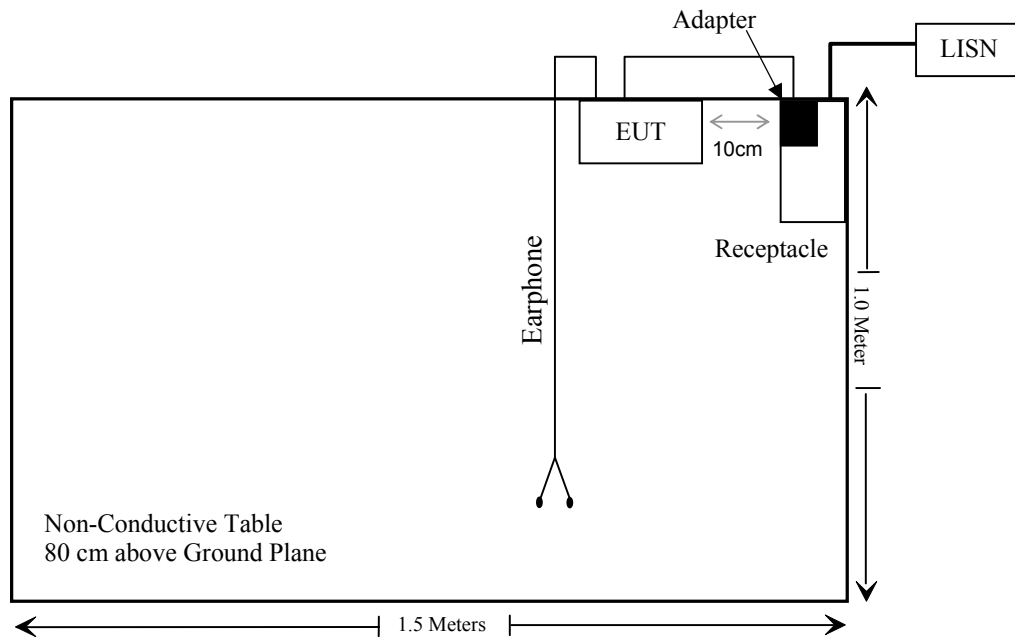 Adapter
LISN
EUT
10cm
Receptacle
Earphone
1.0 Meter
Non-Conductive Table
80 cm above Ground Plane
1.5 Meters